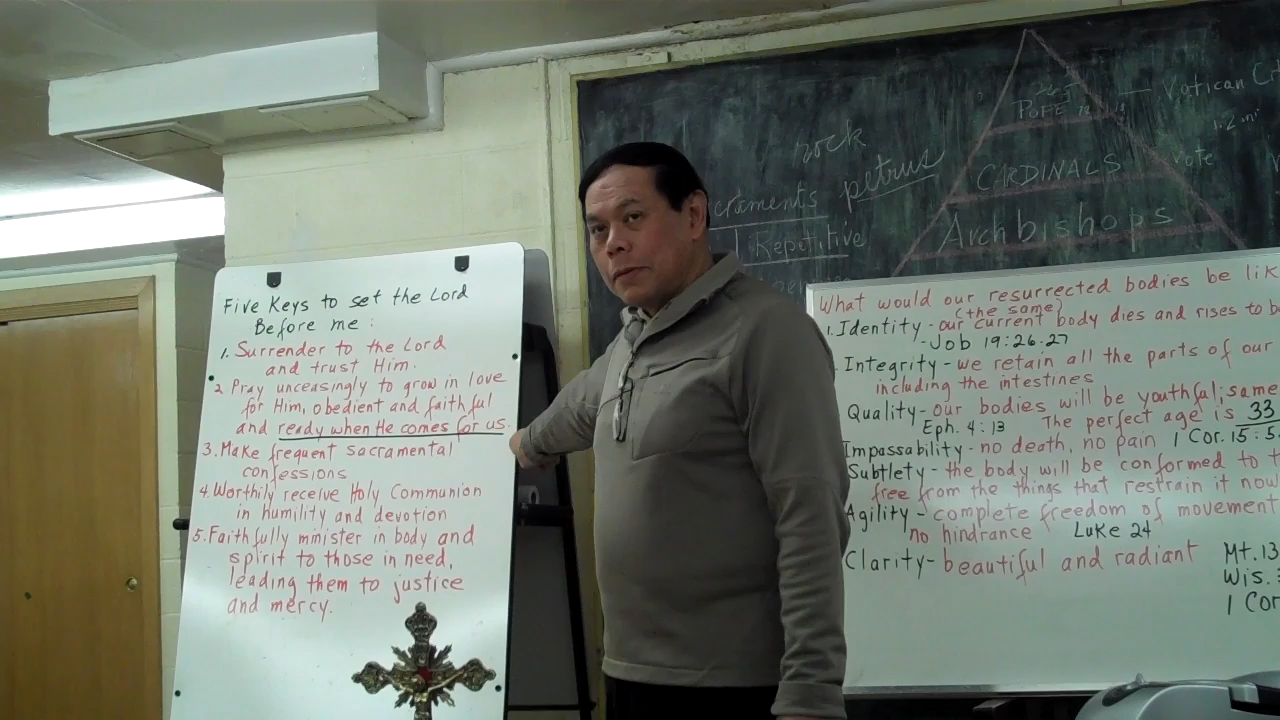 Five Keys to set the Lord
Before me:
1. Surrender to the Lord
and trust Him.
2 Pray unceasingly to grow in love
for Him, obedient and faithful
and ready when He comes for us.
3. Make frequent sacramental
confessions
4. Worthily receive Holy Communion
in humility and devotion
5. Faithfully minister in body and
spirit to those in need,
leading them to justice
and mercy.
rock
petrus
craments
Repetitive
POPE
Vatican Cit
1.2 mi
CARDINALS
Vote
Archbishops
What would our resurrected bodies be lik
(the same)
1. Identity - our current body dies and rises to be
- Job 19:26-27
Integrity - we retain all the parts of our
including the intestines
Quality - our bodies will be youthful; same
Eph. 4:13 The perfect age is 33
Impassability - no death, no pain 1 Cor. 15:5
Subtlety - the body will be conformed to t
free from the things that restrain it now
Agility - complete freedom of movement
no hindrance Luke 24
Clarity - beautiful and radiant
Mt. 13
Wis. 3
1 Cor